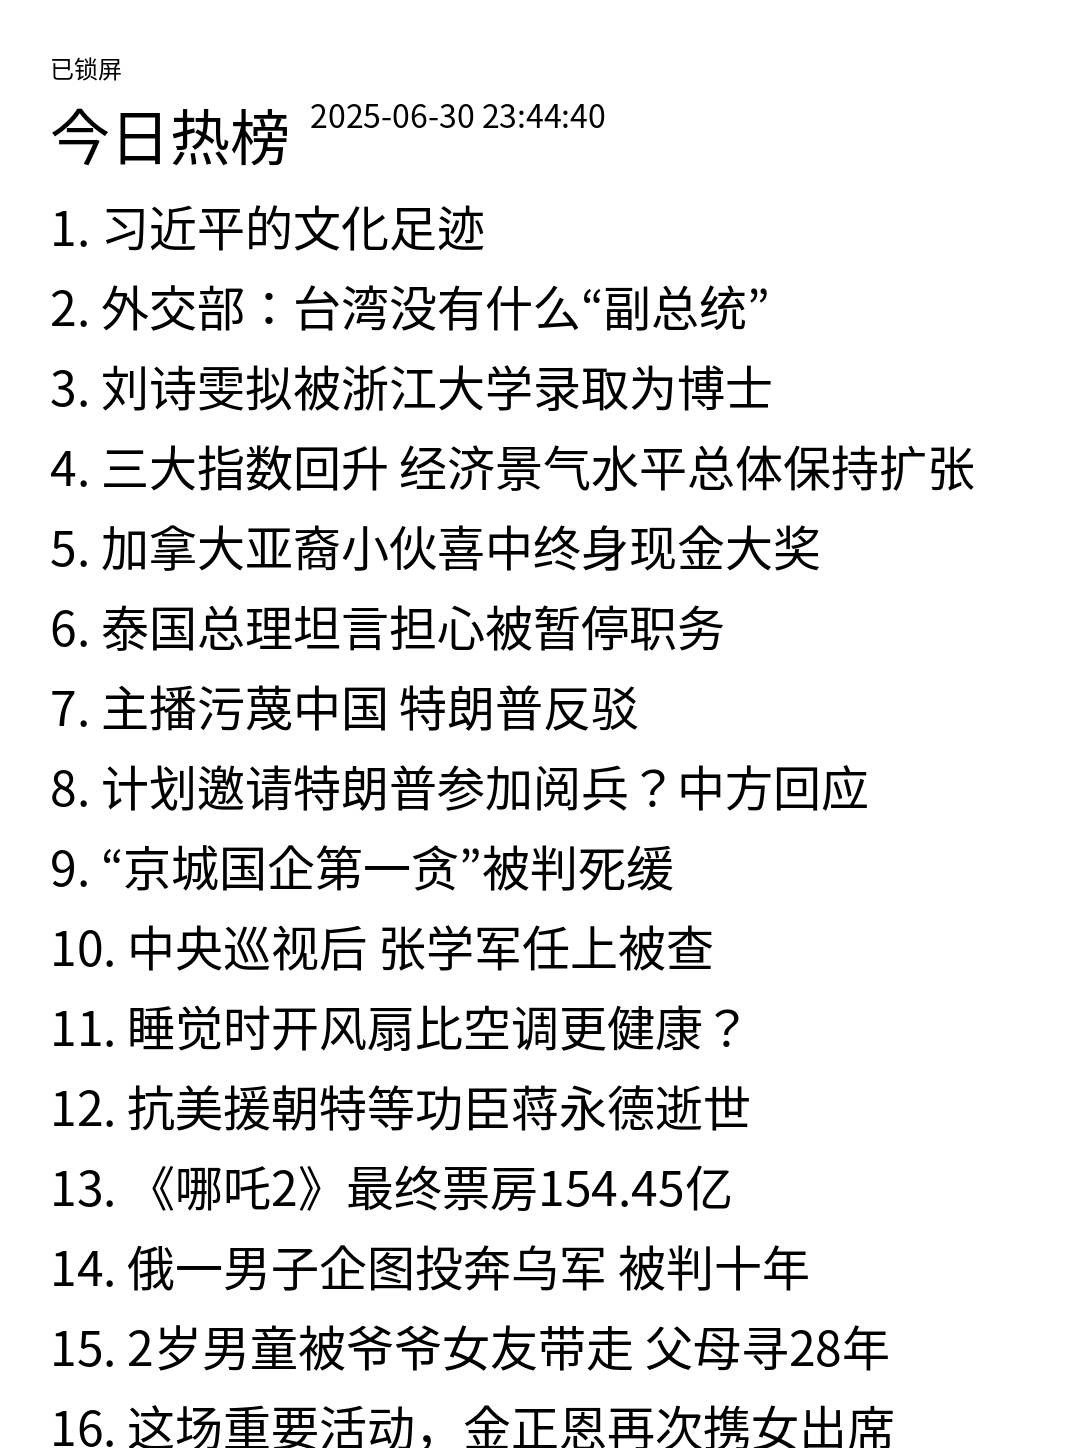 已锁屏
今日热榜 2025-06-30 23:44:40
1. 习近平的文化足迹
2. 外交部：台湾没有什么“副总统”
3. 刘诗雯拟被浙江大学录取为博士
4. 三大指数回升 经济景气水平总体保持扩张
5. 加拿大亚裔小伙喜中终身现金大奖
6. 泰国总理坦言担心被暂停职务
7. 主播污蔑中国 特朗普反驳
8. 计划邀请特朗普参加阅兵？中方回应
9. “京城国企第一贪”被判死缓
10. 中央巡视后 张学军任上被查
11. 睡觉时开风扇比空调更健康？
12. 抗美援朝特等功臣蒋永德逝世
13. 《哪吒2》最终票房154.45亿
14. 俄一男子企图投奔乌军 被判十年
15. 2岁男童被爷爷女友带走 父母寻28年
16. 这场重要活动，金正恩再次携女出席